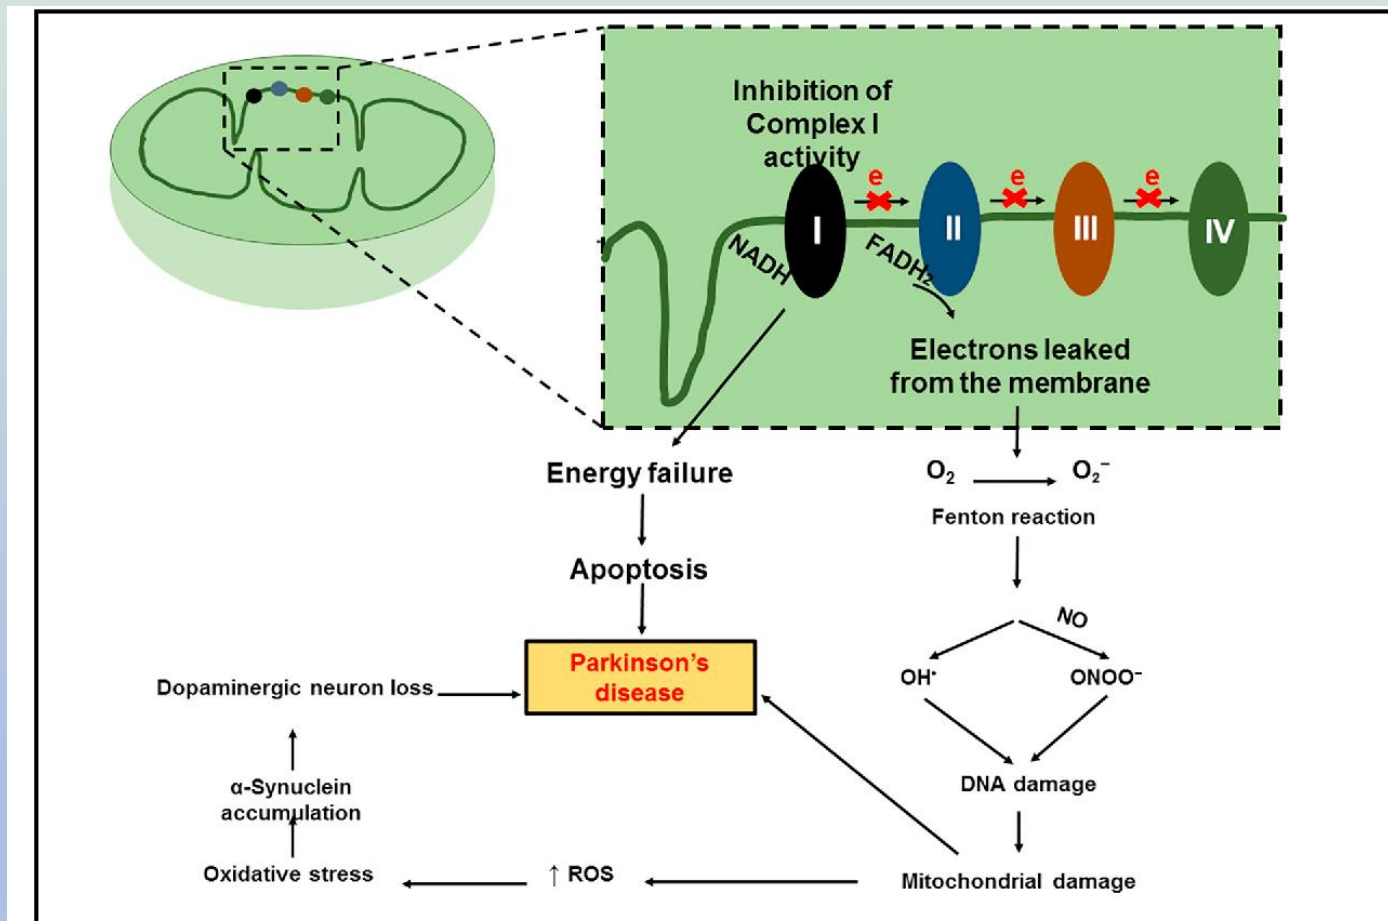 Inhibition of
Complex I
activity
e
e
e
I
II
III
IV
NADH
FADH₂
Electrons leaked
from the membrane
Energy failure
O₂
O₂⁻
Fenton reaction
Apoptosis
NO
Parkinson's
disease
OH•
ONOO⁻
Dopaminergic neuron loss
DNA damage
α-Synuclein
accumulation
Oxidative stress
↑ ROS
Mitochondrial damage